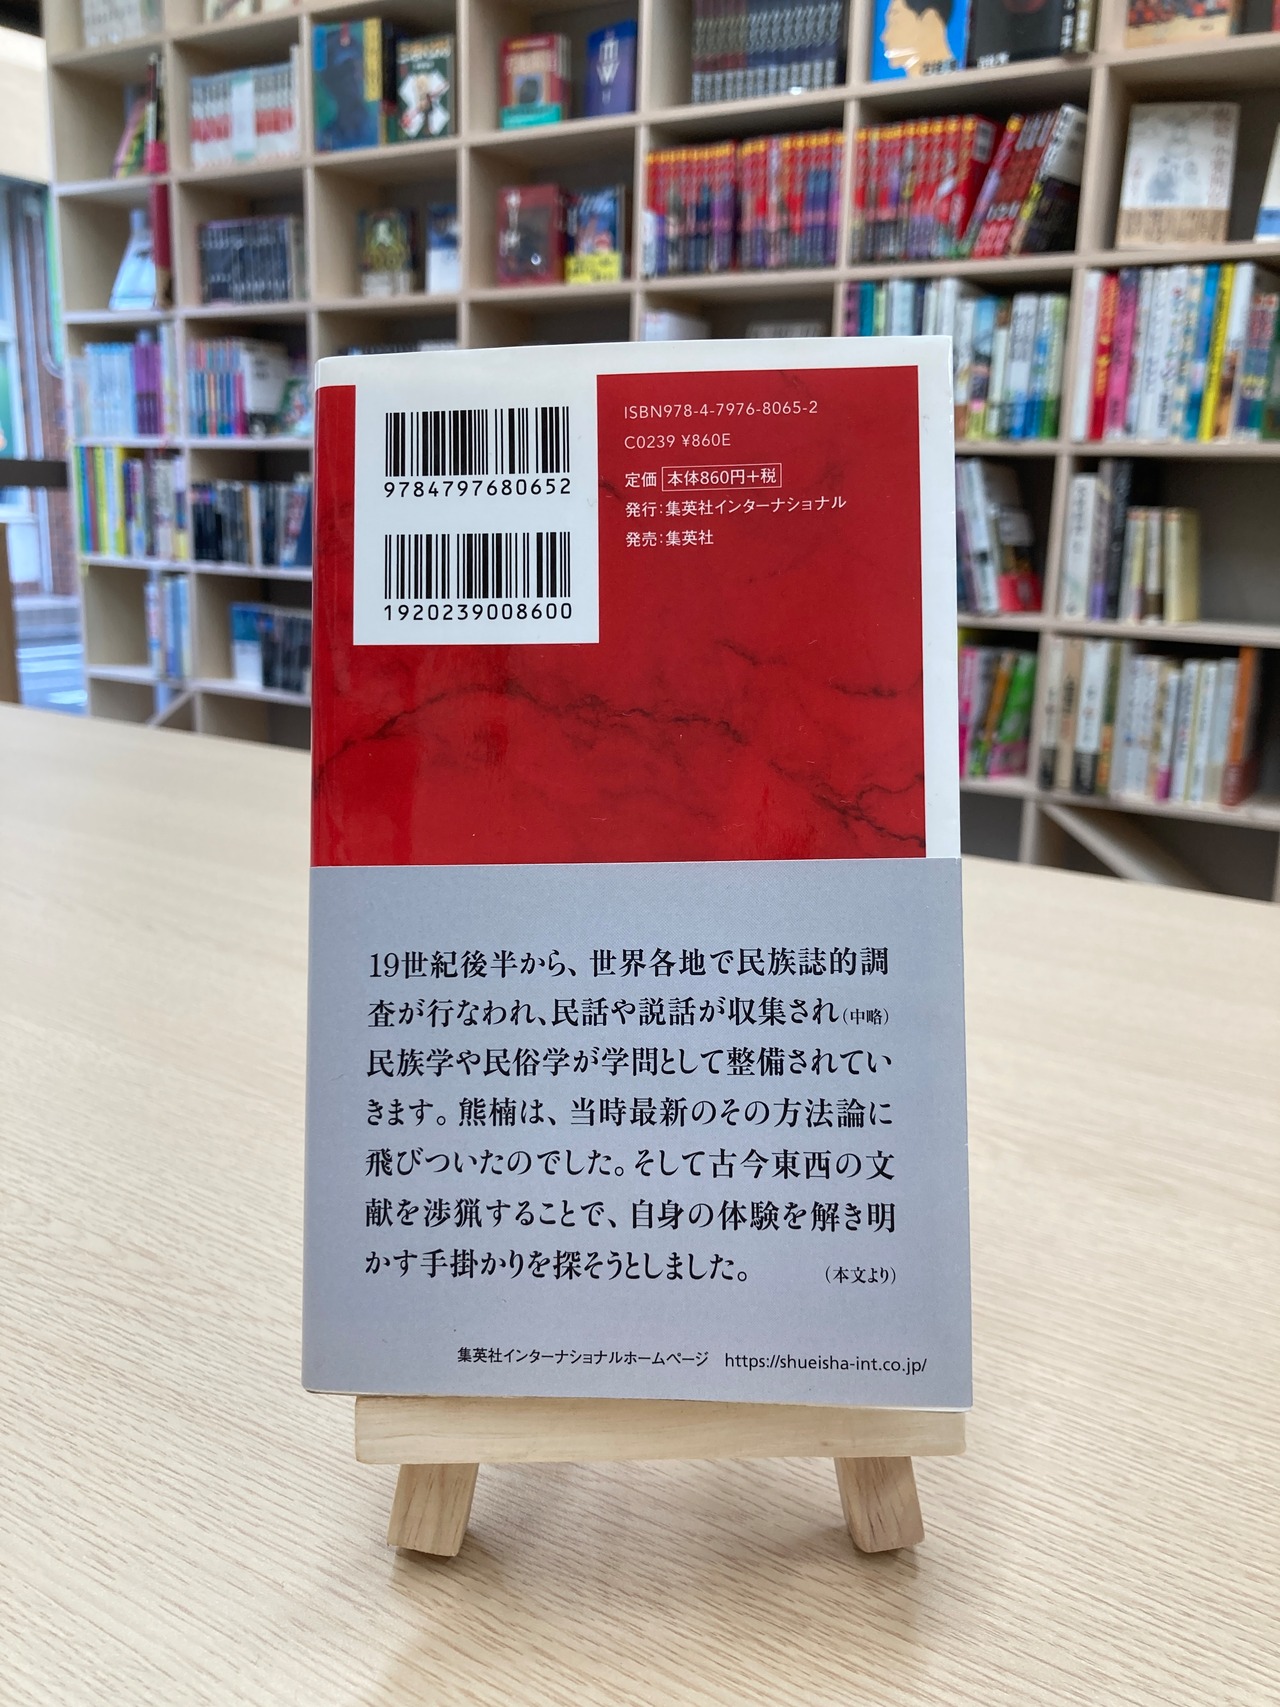 9784797680652
1920239008600
ISBN978-4-7976-8065-2
C0239 ¥860E
定価 本体860円+税
発行:集英社インターナショナル
発売:集英社
19世紀後半から、世界各地で民族誌的調
査が行なわれ、民話や説話が収集され(中略)
民族学や民俗学が学問として整備されてい
きます。熊楠は、当時最新のその方法論に
飛びついたのでした。そして古今東西の文
献を渉猟することで、自身の体験を解き明
かす手掛かりを探そうとしました。 (本文より)
集英社インターナショナルホームページ https://shueisha-int.co.jp/